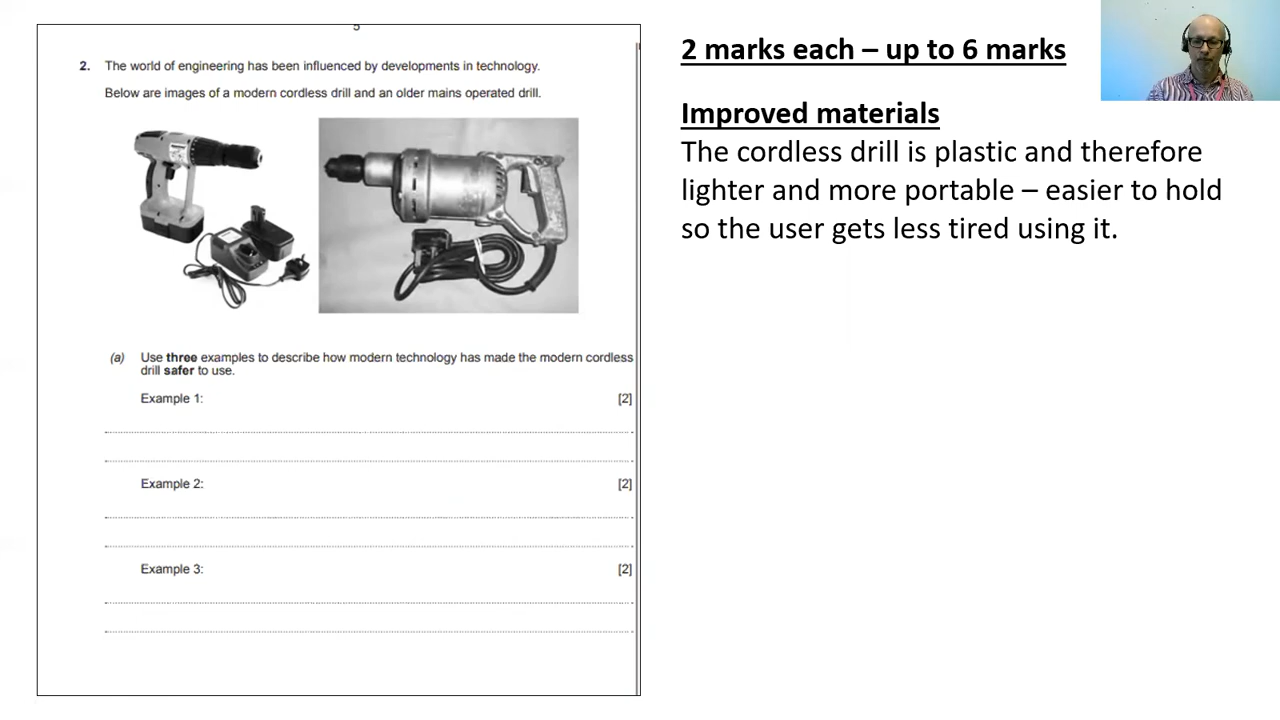 5
2. The world of engineering has been influenced by developments in technology.
Below are images of a modern cordless drill and an older mains operated drill.
(a) Use three examples to describe how modern technology has made the modern cordless
drill safer to use.
Example 1: [2]
Example 2: [2]
Example 3: [2]
2 marks each – up to 6 marks
Improved materials
The cordless drill is plastic and therefore
lighter and more portable – easier to hold
so the user gets less tired using it.